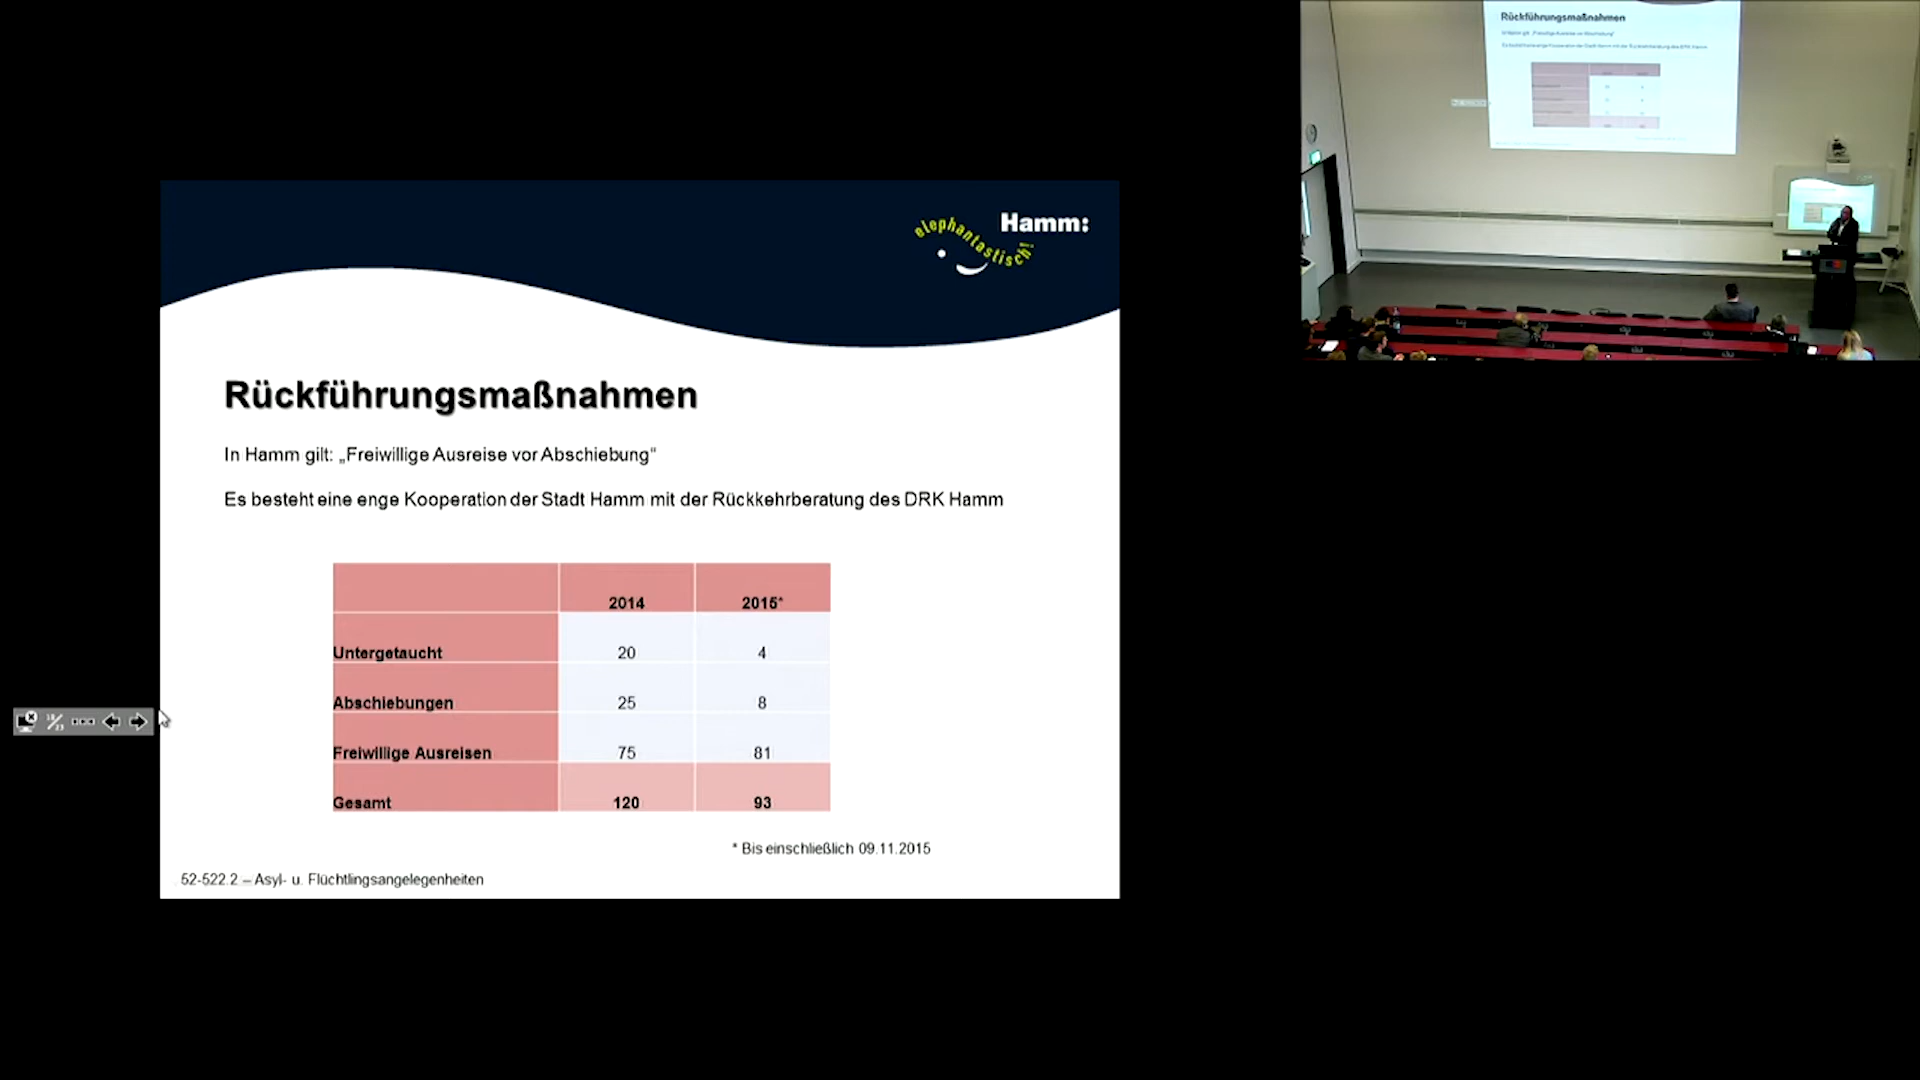 elephantastisch!
Hamm:
Rückführungsmaßnahmen
In Hamm gilt: „Freiwillige Ausreise vor Abschiebung“
Es besteht eine enge Kooperation der Stadt Hamm mit der Rückkehrberatung des DRK Hamm
2014 2015*
Untergetaucht 20 4
Abschiebungen 25 8
Freiwillige Ausreisen 75 81
Gesamt 120 93
* Bis einschließlich 09.11.2015
52-522.2 – Asyl- u. Flüchtlingsangelegenheiten
Rückführungsmaßnahmen